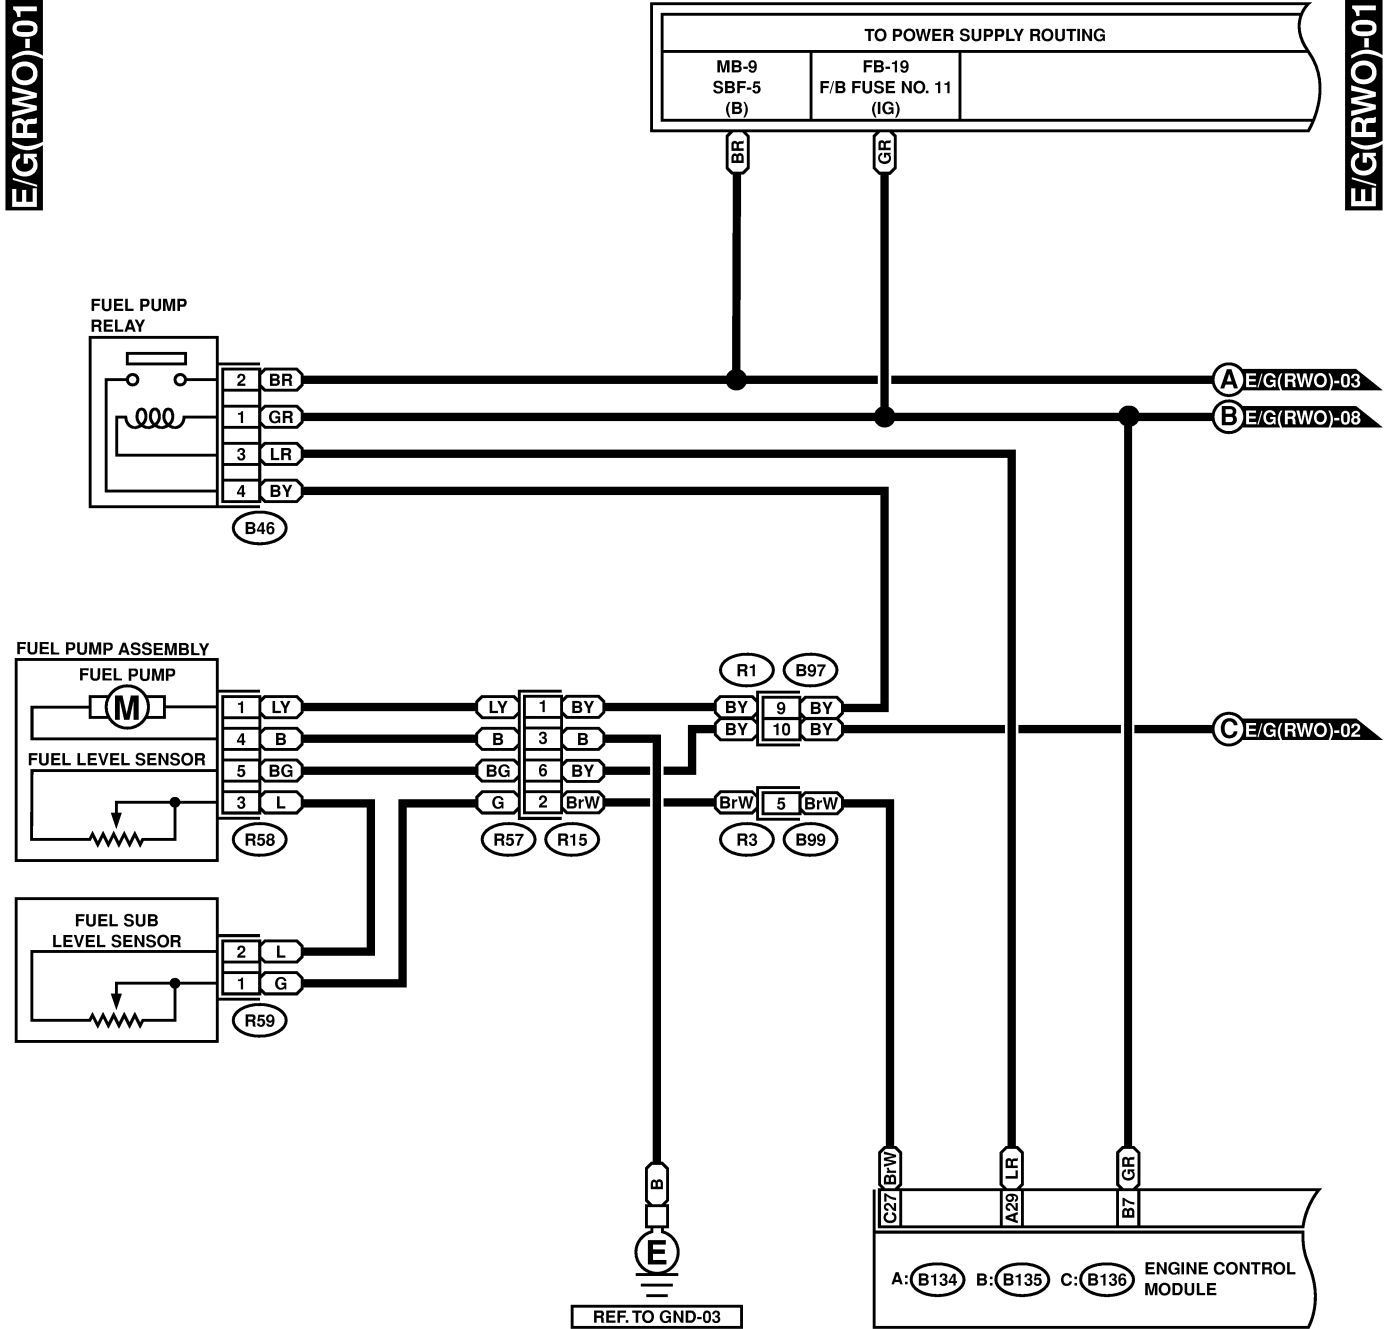 E/G(RWO)-01
E/G(RWO)-01
TO POWER SUPPLY ROUTING
MB-9
SBF-5
(B)
FB-19
F/B FUSE NO. 11
(IG)
BR
GR
FUEL PUMP
RELAY
2 BR
A E/G(RWO)-03
1 GR
B E/G(RWO)-08
3 LR
4 BY
B46
FUEL PUMP ASSEMBLY
FUEL PUMP
M
R1 B97
1 LY LY 1 BY BY 9 BY
BY 10 BY C E/G(RWO)-02
4 B B 3 B
FUEL LEVEL SENSOR
5 BG BG 6 BY
3 L G 2 BrW BrW 5 BrW
R58 R57 R15 R3 B99
FUEL SUB
LEVEL SENSOR
2 L
1 G
R59
B
E
REF. TO GND-03
BrW
LR
GR
C27
A29
B7
A: B134 B: B135 C: B136
ENGINE CONTROL
MODULE